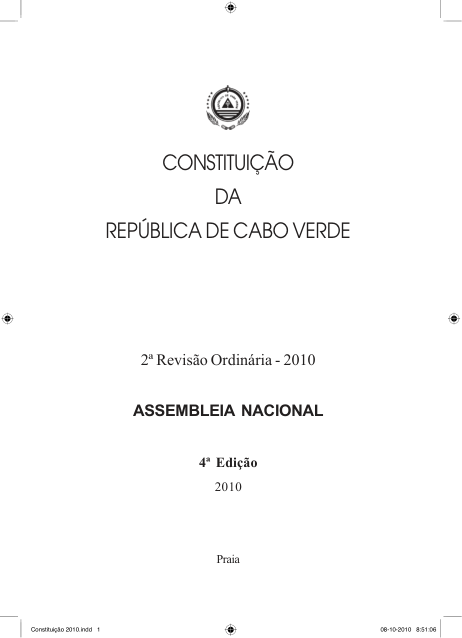 CONSTITUIÇÃO
DA
REPÚBLICA DE CABO VERDE
2ª Revisão Ordinária - 2010
ASSEMBLEIA NACIONAL
4ª Edição
2010
Praia
Constituição 2010.indd 1
08-10-2010 8:51:06